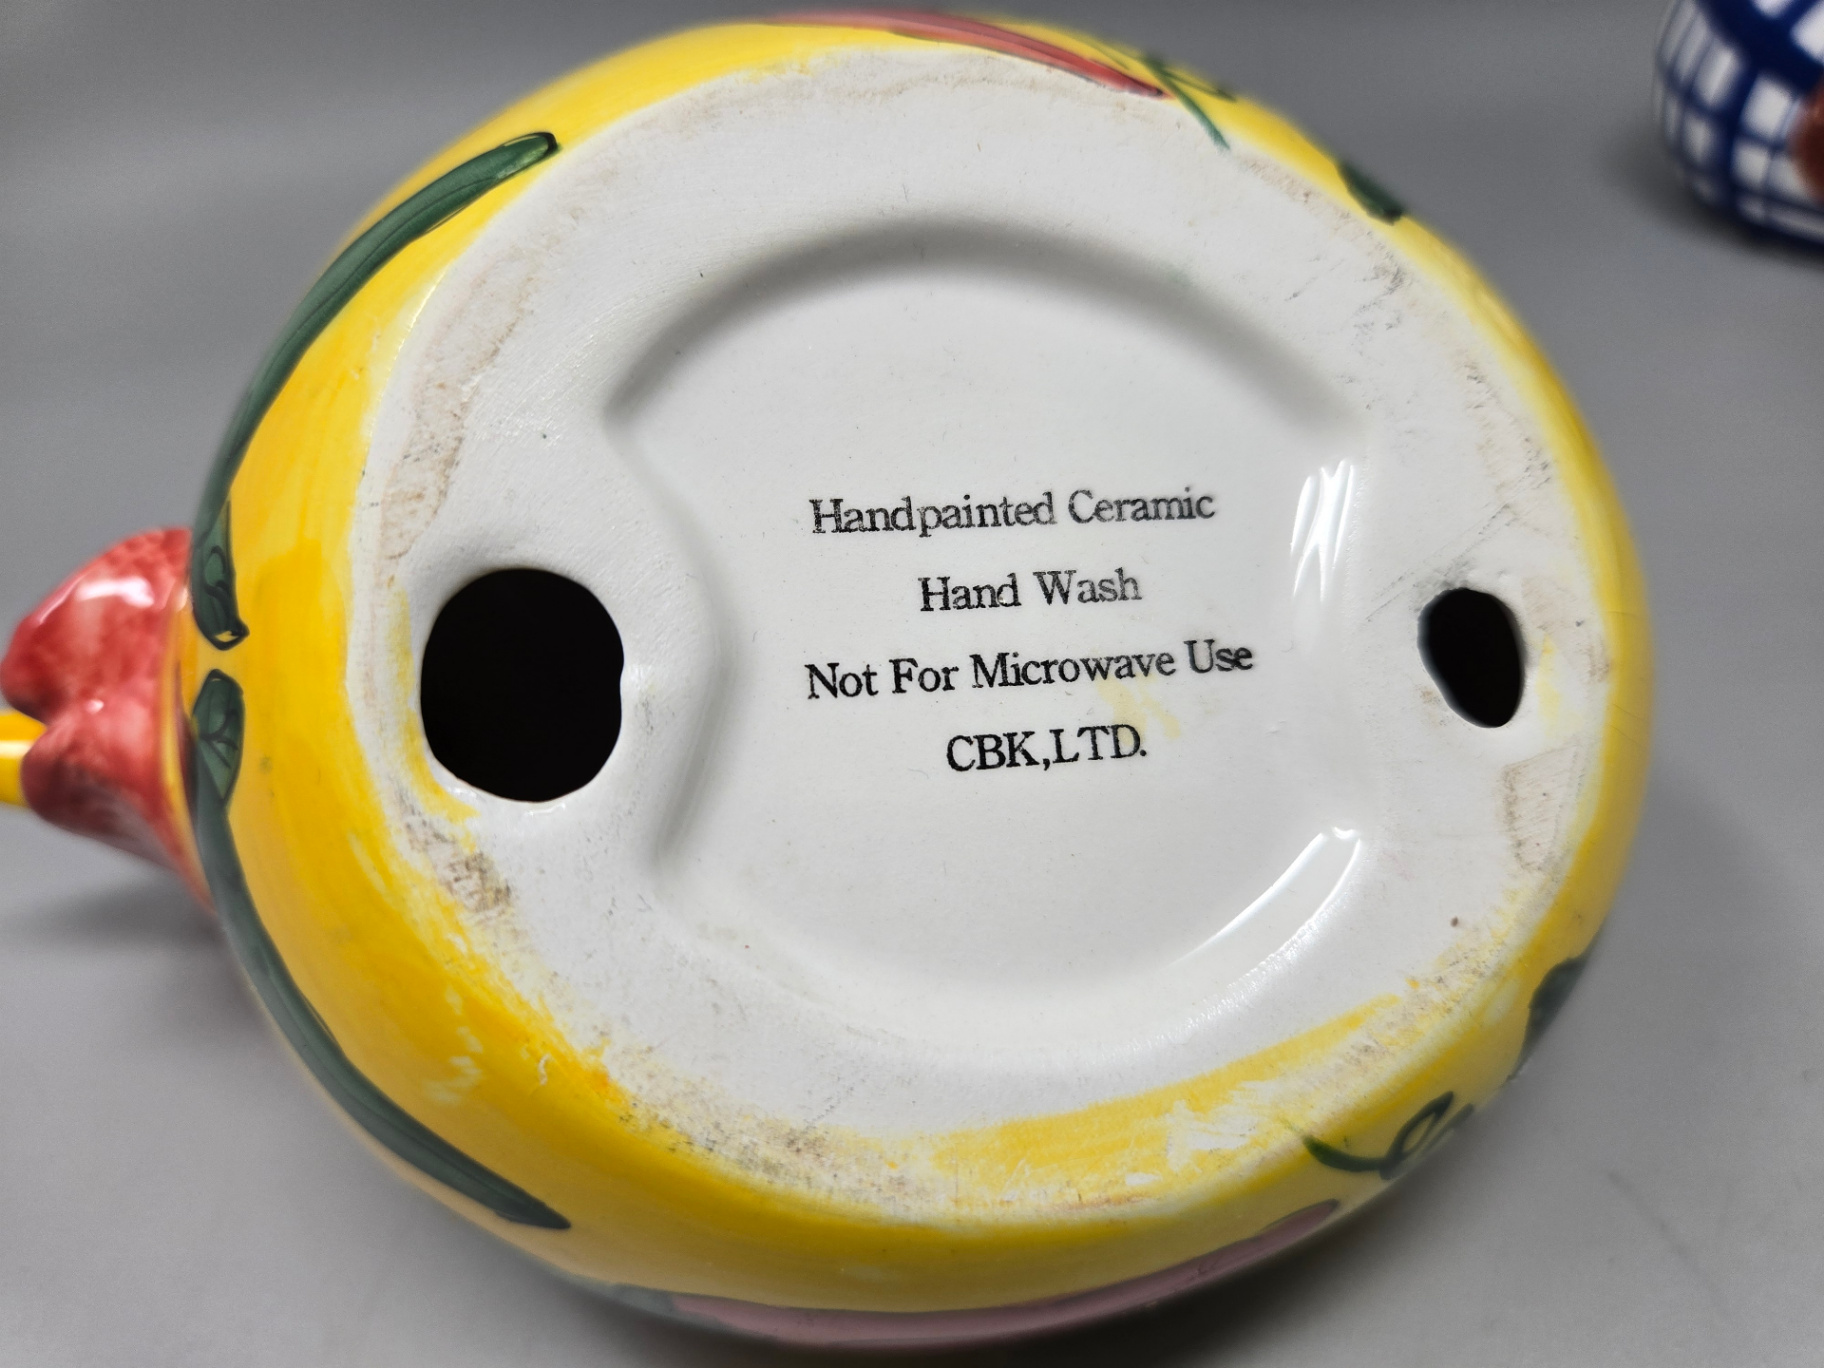 Handpainted Ceramic
Hand Wash
Not For Microwave Use
CBK,LTD.